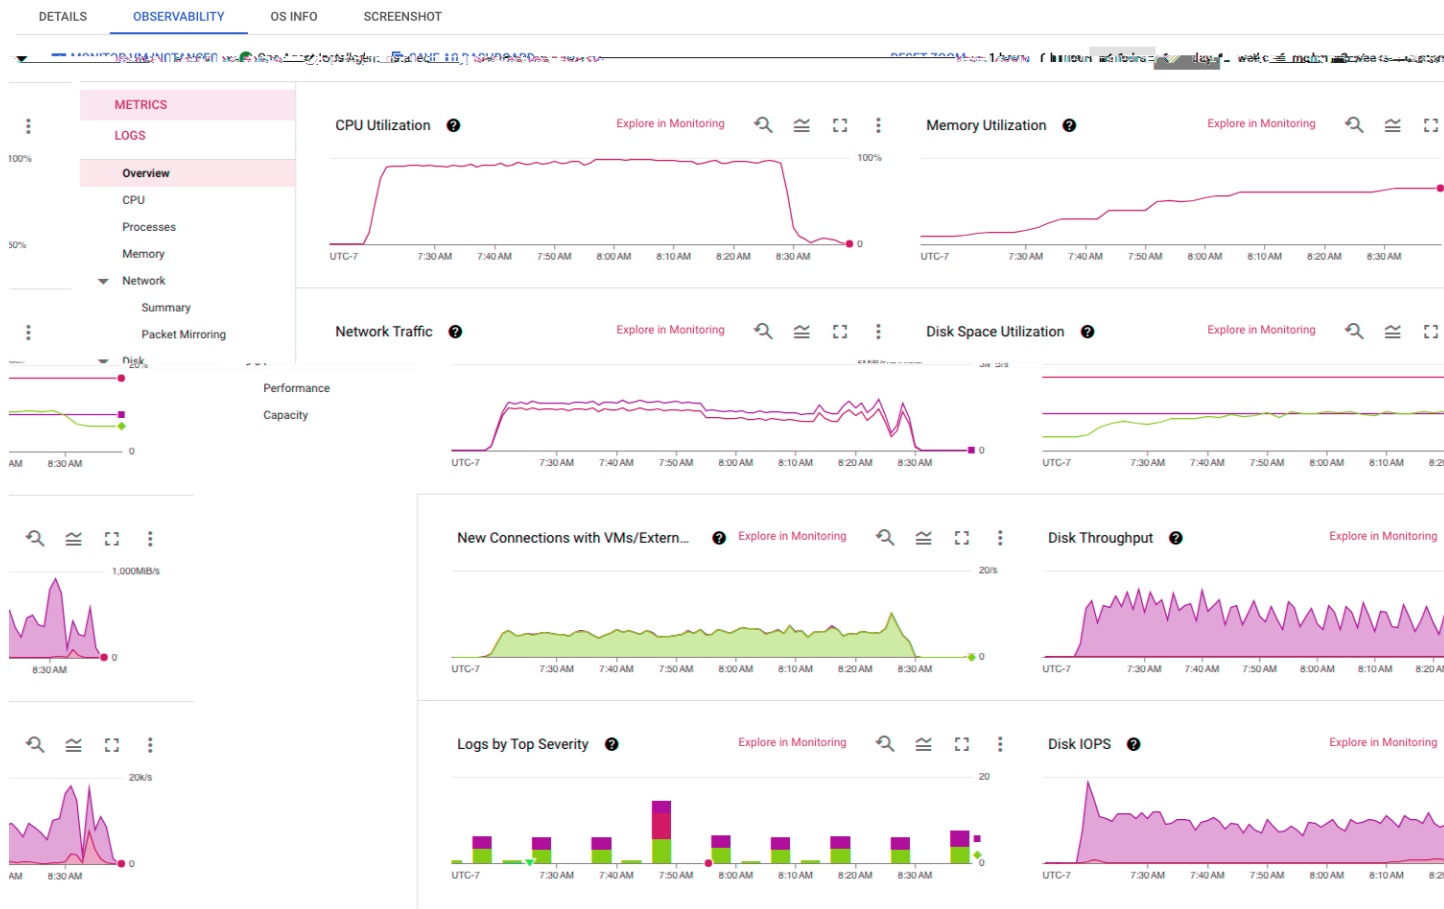 DETAILS OBSERVABILITY OS INFO SCREENSHOT
METRICS
LOGS
Overview
CPU
Processes
Memory
Network
Summary
Packet Mirroring
Disk
Performance
Capacity
100%
50%
CPU Utilization Explore in Monitoring
100%
0
UTC-7 7:30 AM 7:40 AM 7:50 AM 8:00 AM 8:10 AM 8:20 AM 8:30 AM
Memory Utilization Explore in Monitoring
UTC-7 7:30 AM 7:40 AM 7:50 AM 8:00 AM 8:10 AM 8:20 AM 8:30 AM
Network Traffic Explore in Monitoring
0
UTC-7 7:30 AM 7:40 AM 7:50 AM 8:00 AM 8:10 AM 8:20 AM 8:30 AM
Disk Space Utilization Explore in Monitoring
UTC-7 7:30 AM 7:40 AM 7:50 AM 8:00 AM 8:10 AM 8:2
20%
0
AM 8:30 AM
1,000MiB/s
0
8:30 AM
New Connections with VMs/Extern... Explore in Monitoring
20/s
0
UTC-7 7:30 AM 7:40 AM 7:50 AM 8:00 AM 8:10 AM 8:20 AM 8:30 AM
Disk Throughput Explore in Monitoring
UTC-7 7:30 AM 7:40 AM 7:50 AM 8:00 AM 8:10 AM 8:20 A
20k/s
0
AM 8:30 AM
Logs by Top Severity Explore in Monitoring
20
0
UTC-7 7:30 AM 7:40 AM 7:50 AM 8:00 AM 8:10 AM 8:20 AM 8:30 AM
Disk IOPS Explore in Monitoring
UTC-7 7:30 AM 7:40 AM 7:50 AM 8:00 AM 8:10 AM 8:2